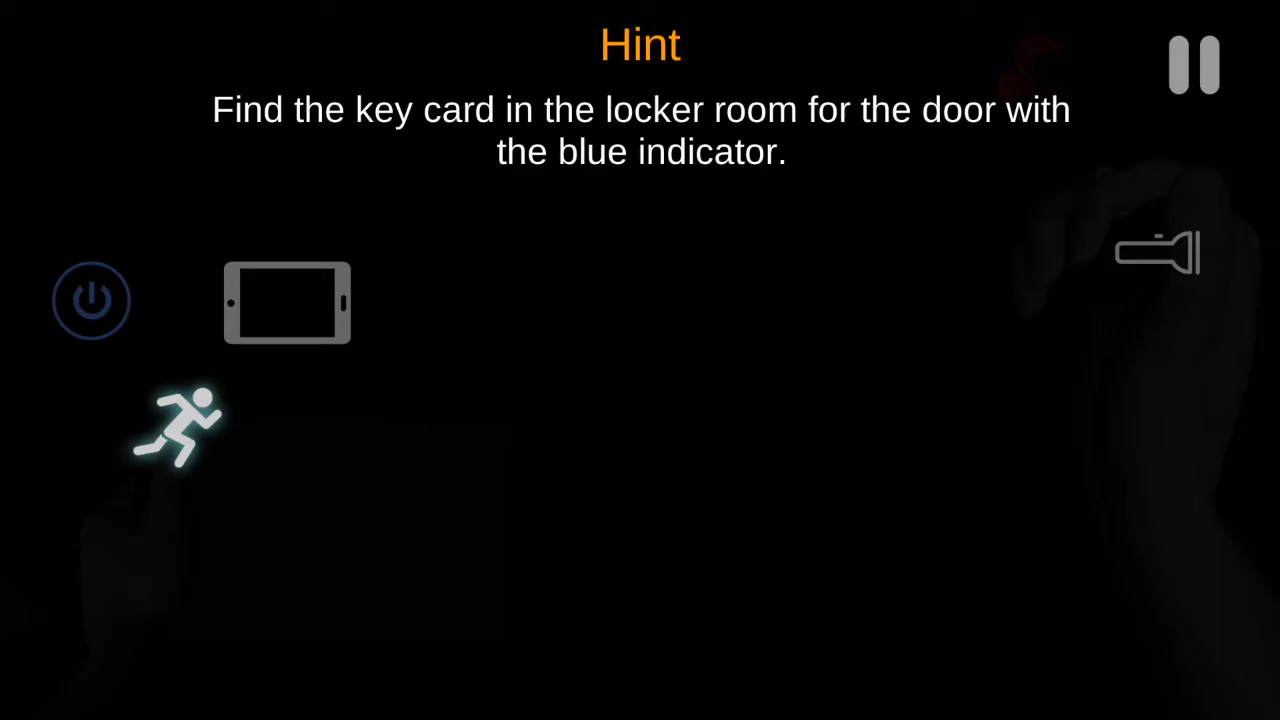 Hint
Find the key card in the locker room for the door with
the blue indicator.